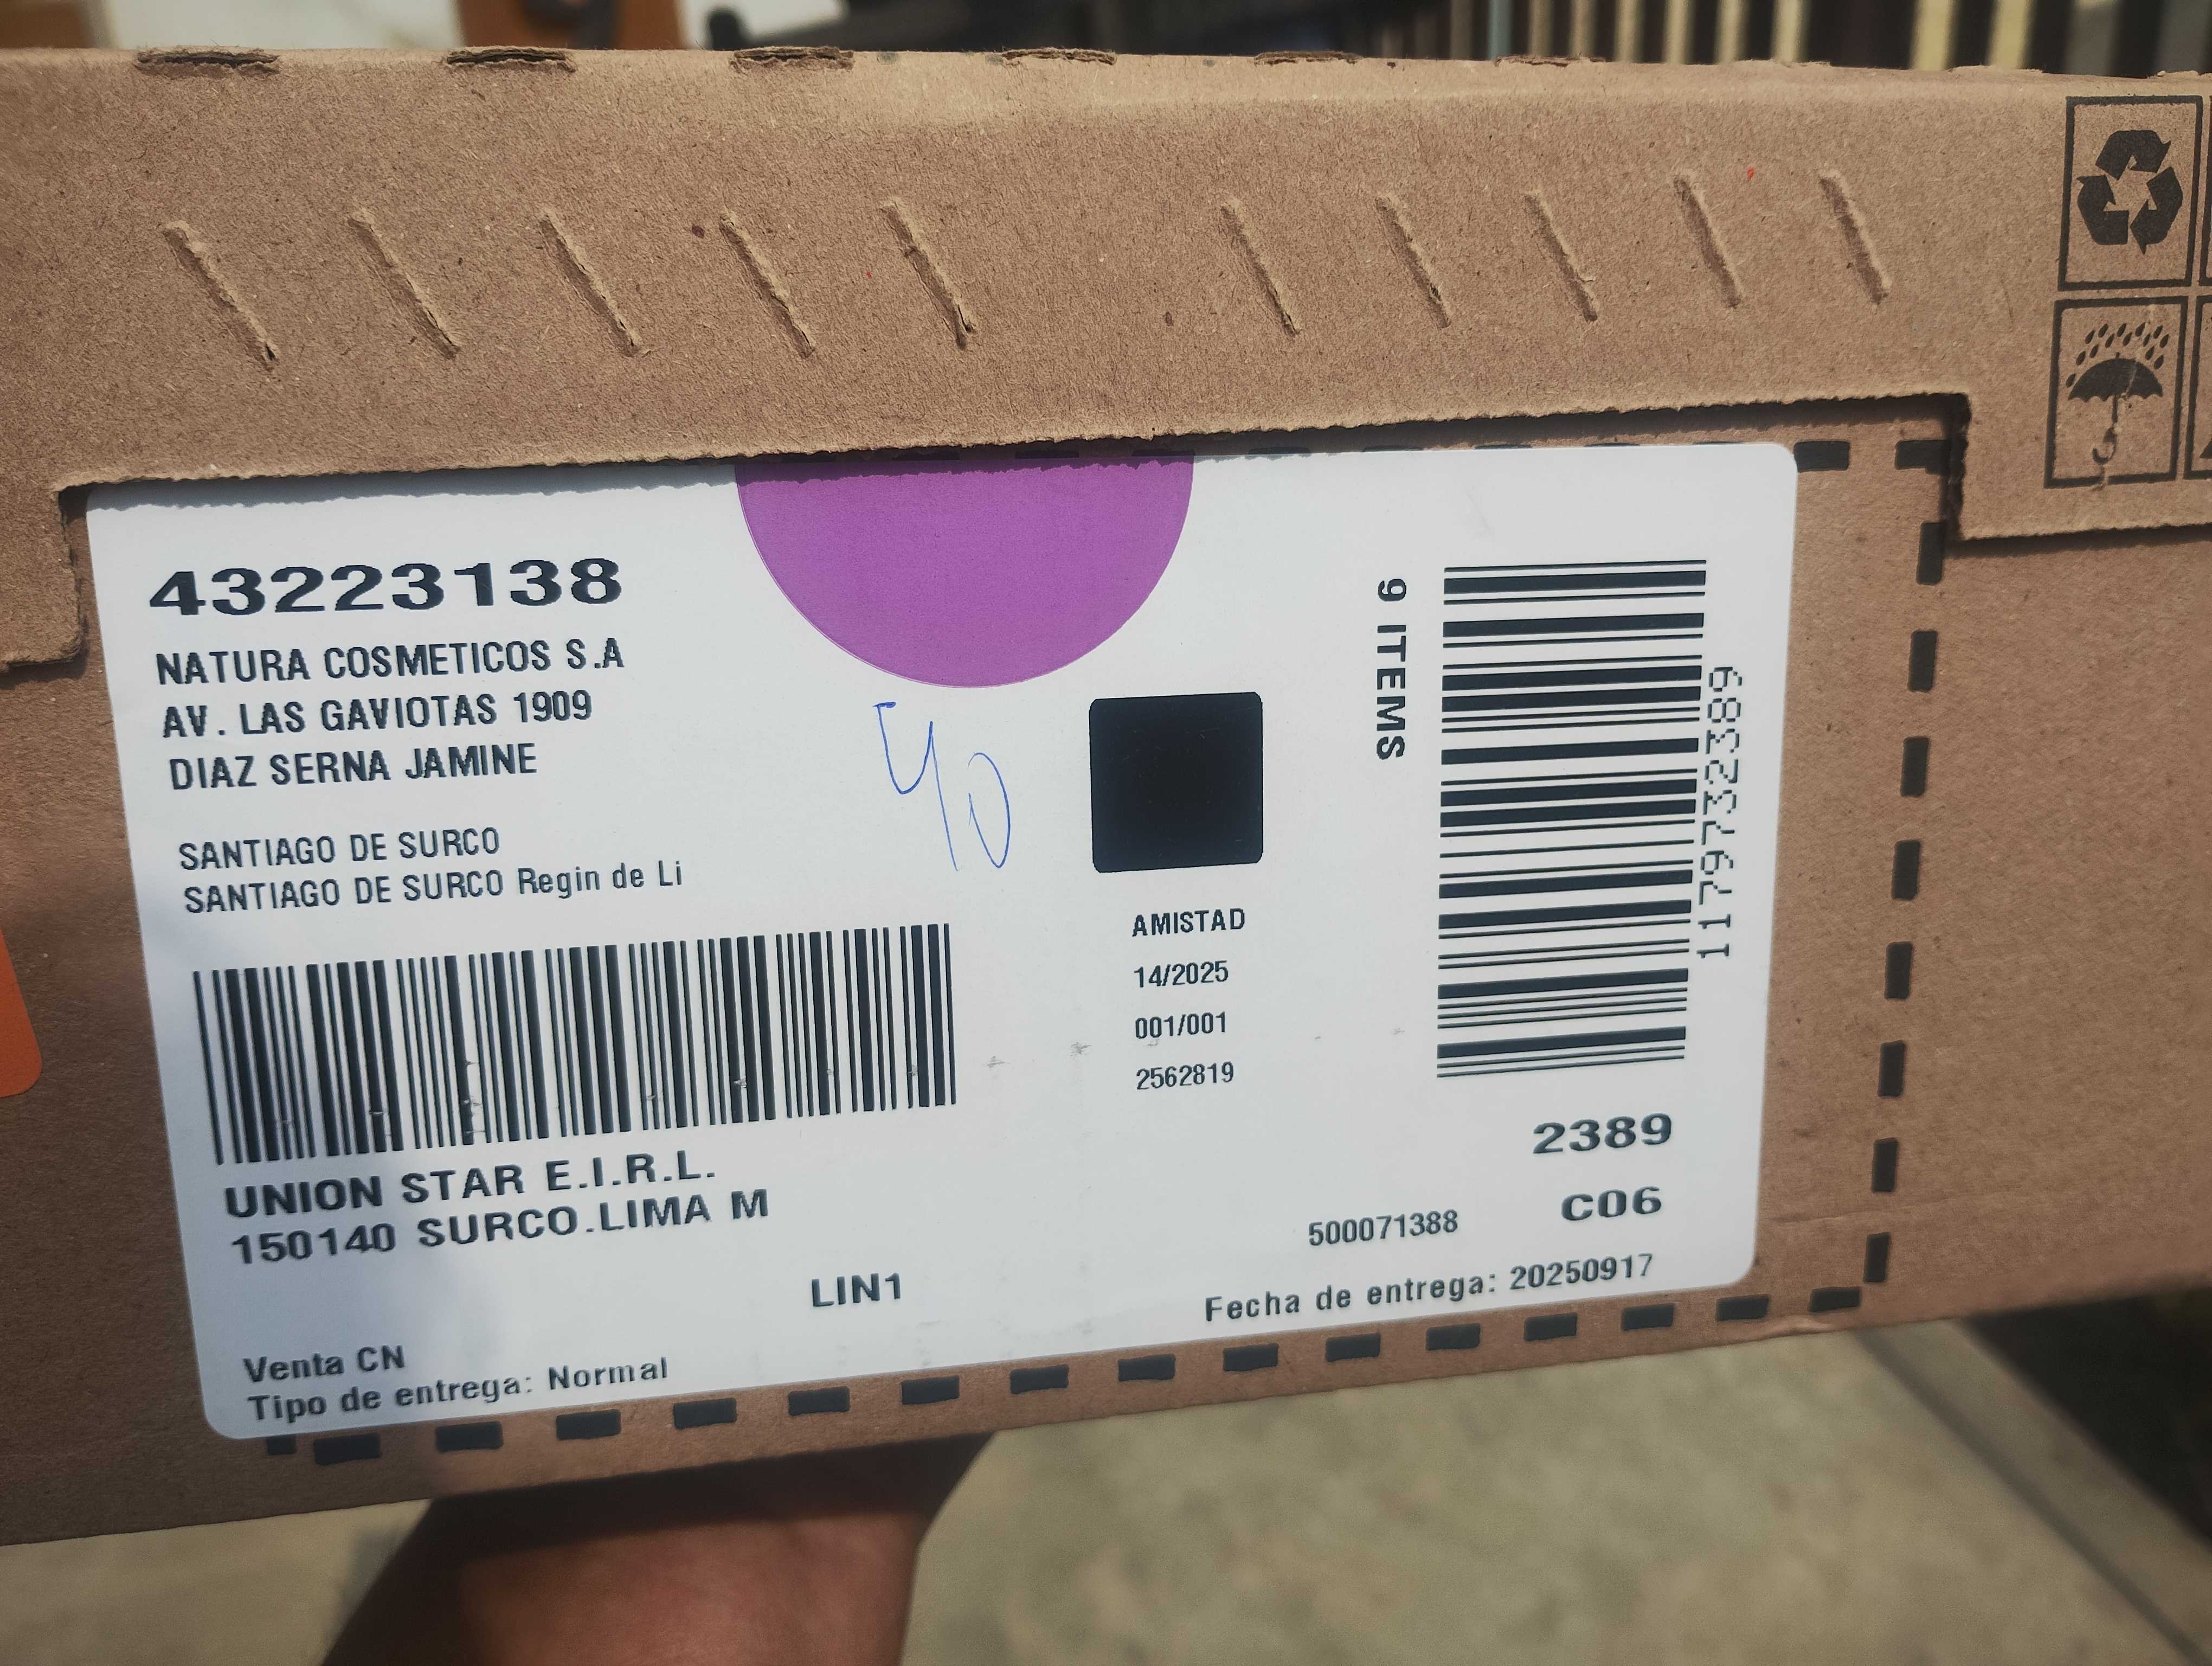 43223138
NATURA COSMETICOS S.A
AV. LAS GAVIOTAS 1909
DIAZ SERNA JAMINE
SANTIAGO DE SURCO
SANTIAGO DE SURCO Regin de Li
40
UNION STAR E.I.R.L.
150140 SURCO.LIMA M
LIN1
Venta CN
Tipo de entrega: Normal
AMISTAD
14/2025
001/001
2562819
9 ITEMS
1179732389
2389
C06
500071388
Fecha de entrega: 20250917